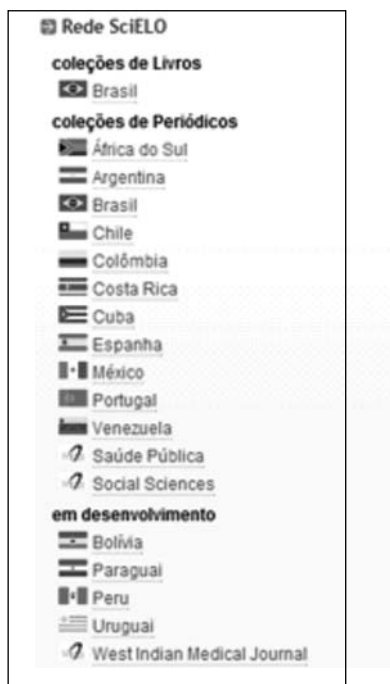 Rede SciELO
coleções de Livros
Brasil
coleções de Periódicos
África do Sul
Argentina
Brasil
Chile
Colômbia
Costa Rica
Cuba
Espanha
México
Portugal
Venezuela
Saúde Pública
Social Sciences
em desenvolvimento
Bolívia
Paraguai
Peru
Uruguai
West Indian Medical Journal